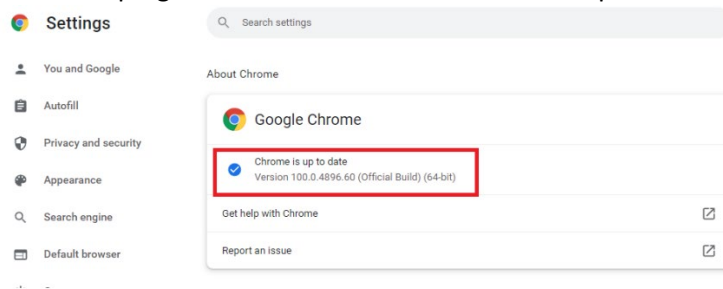 Settings
Search settings
You and Google
About Chrome
Autofill
Google Chrome
Privacy and security
Chrome is up to date
Version 100.0.4896.60 (Official Build) (64-bit)
Appearance
Search engine
Get help with Chrome
Default browser
Report an issue